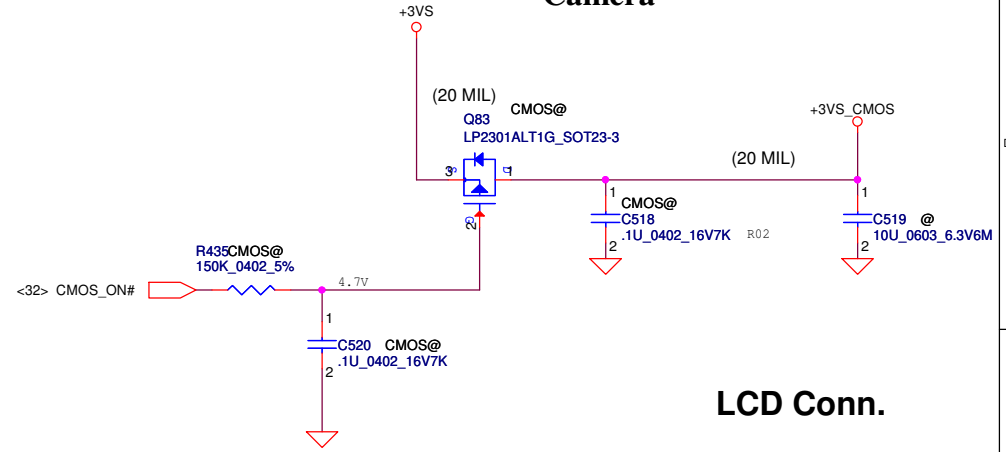 Camera
+3VS
(20 MIL)
CMOS@
Q83
LP2301ALT1G_SOT23-3
+3VS_CMOS
(20 MIL)
3
S
D
1
G
2
1
CMOS@
C518
.1U_0402_16V7K
R02
2
1
C519 @
10U_0603_6.3V6M
2
R435CMOS@
150K_0402_5%
<32> CMOS_ON#
4.7V
1
C520 CMOS@
.1U_0402_16V7K
2
LCD Conn.